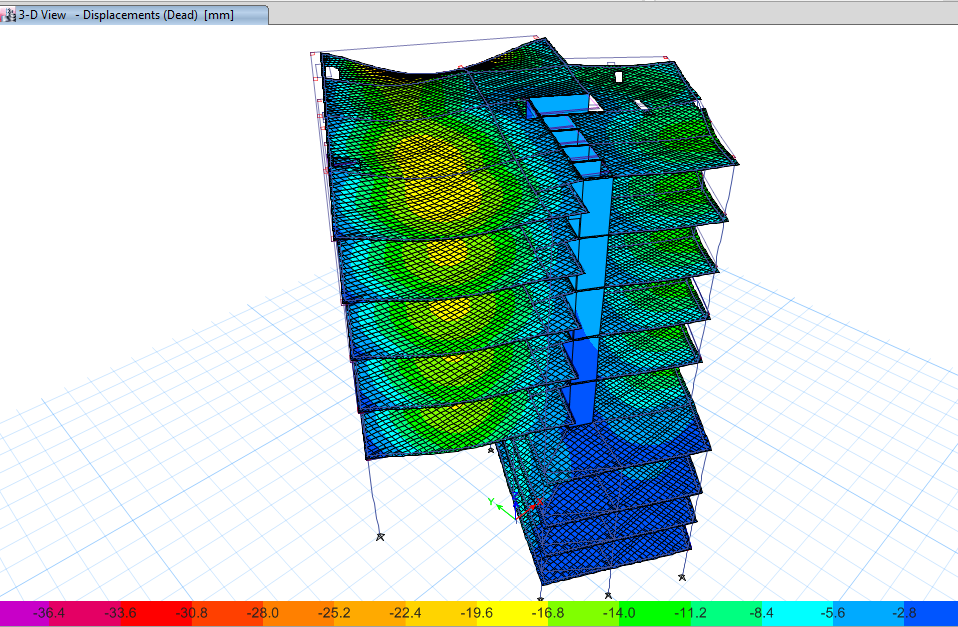 3-D View - Displacements (Dead) [mm]
Y X
-36.4 -33.6 -30.8 -28.0 -25.2 -22.4 -19.6 -16.8 -14.0 -11.2 -8.4 -5.6 -2.8